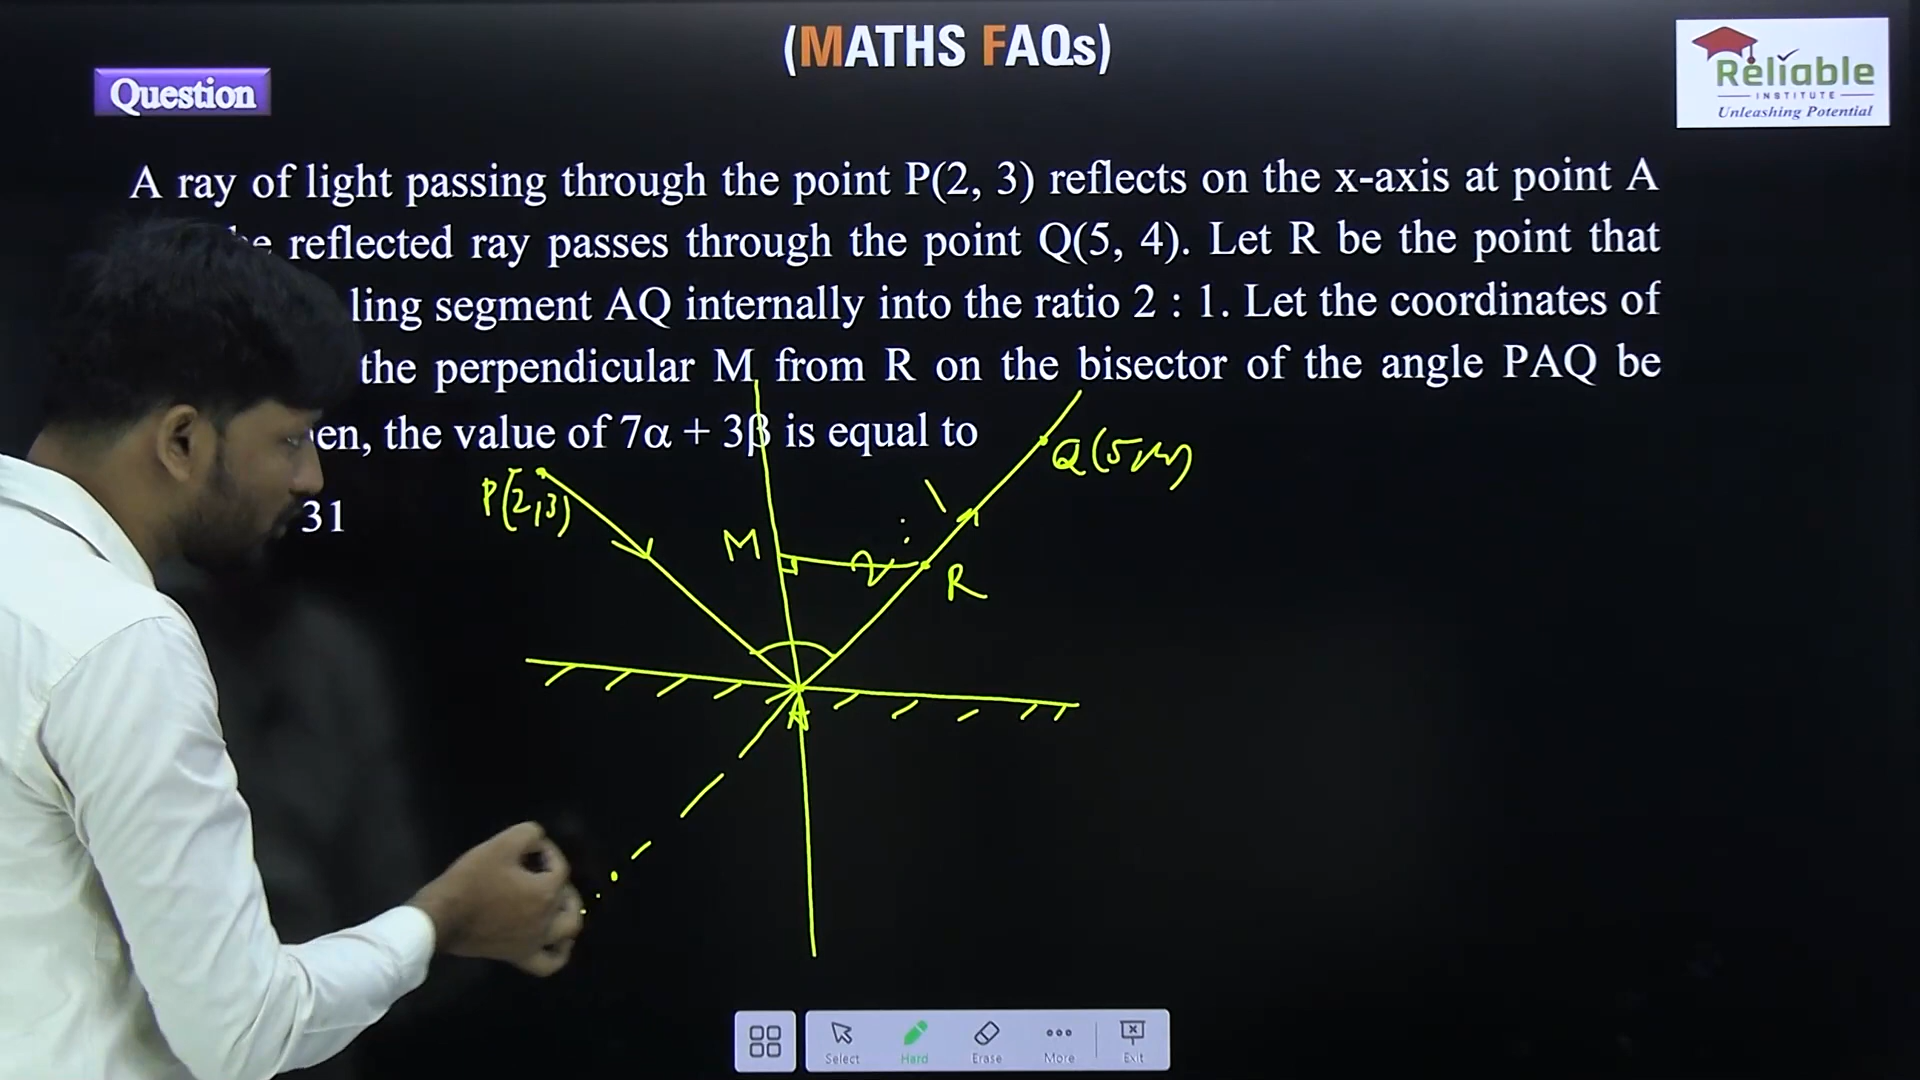 (MATHS FAQs)
Question
Reliable
INSTITUTE
Unleashing Potential
A ray of light passing through the point P(2, 3) reflects on the x-axis at point A
reflected ray passes through the point Q(5, 4). Let R be the point that
segment AQ internally into the ratio 2 : 1. Let the coordinates of
the perpendicular M from R on the bisector of the angle PAQ be
the value of 7α + 3β is equal to
31
P(2,3)
Q(5,4)
M
R
A
Select
Hard
Erase
More
Exit